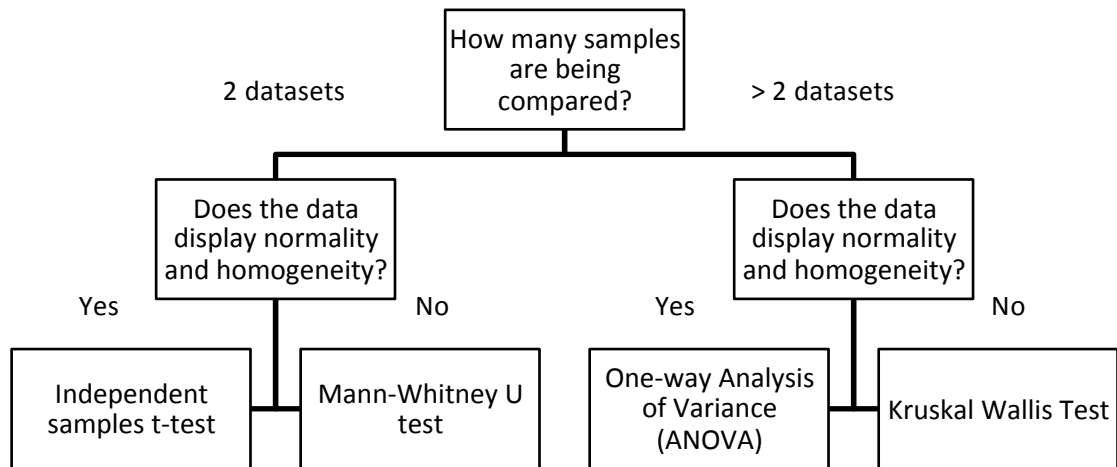 How many samples
are being
compared?
2 datasets
> 2 datasets
Does the data
display normality
and homogeneity?
Does the data
display normality
and homogeneity?
Yes
No
Yes
No
Independent
samples t-test
Mann-Whitney U
test
One-way Analysis
of Variance
(ANOVA)
Kruskal Wallis Test